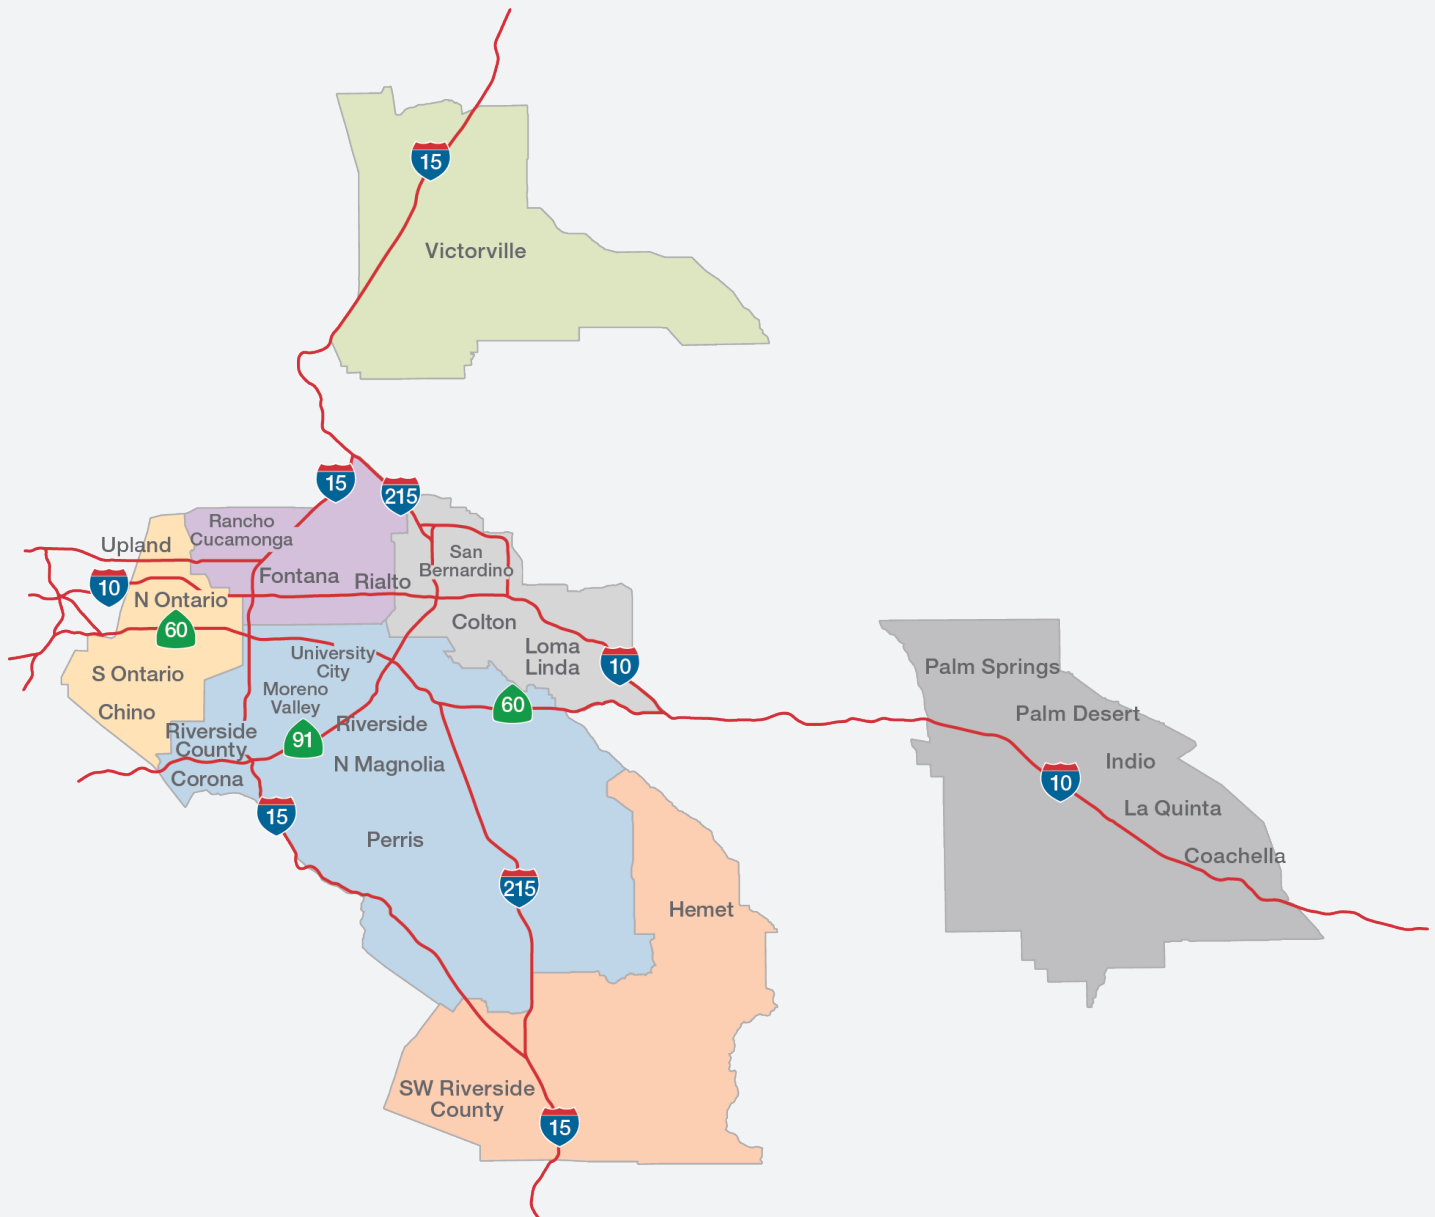 15
Victorville
15
215
Rancho
Cucamonga
Upland
San
Bernardino
Fontana
Rialto
10
N Ontario
60
Colton
Loma
Linda
10
University
City
S Ontario
Palm Springs
Moreno
Valley
60
Chino
Palm Desert
Riverside
Riverside
County
91
N Magnolia
Indio
Corona
10
15
La Quinta
Perris
Coachella
215
Hemet
SW Riverside
County
15